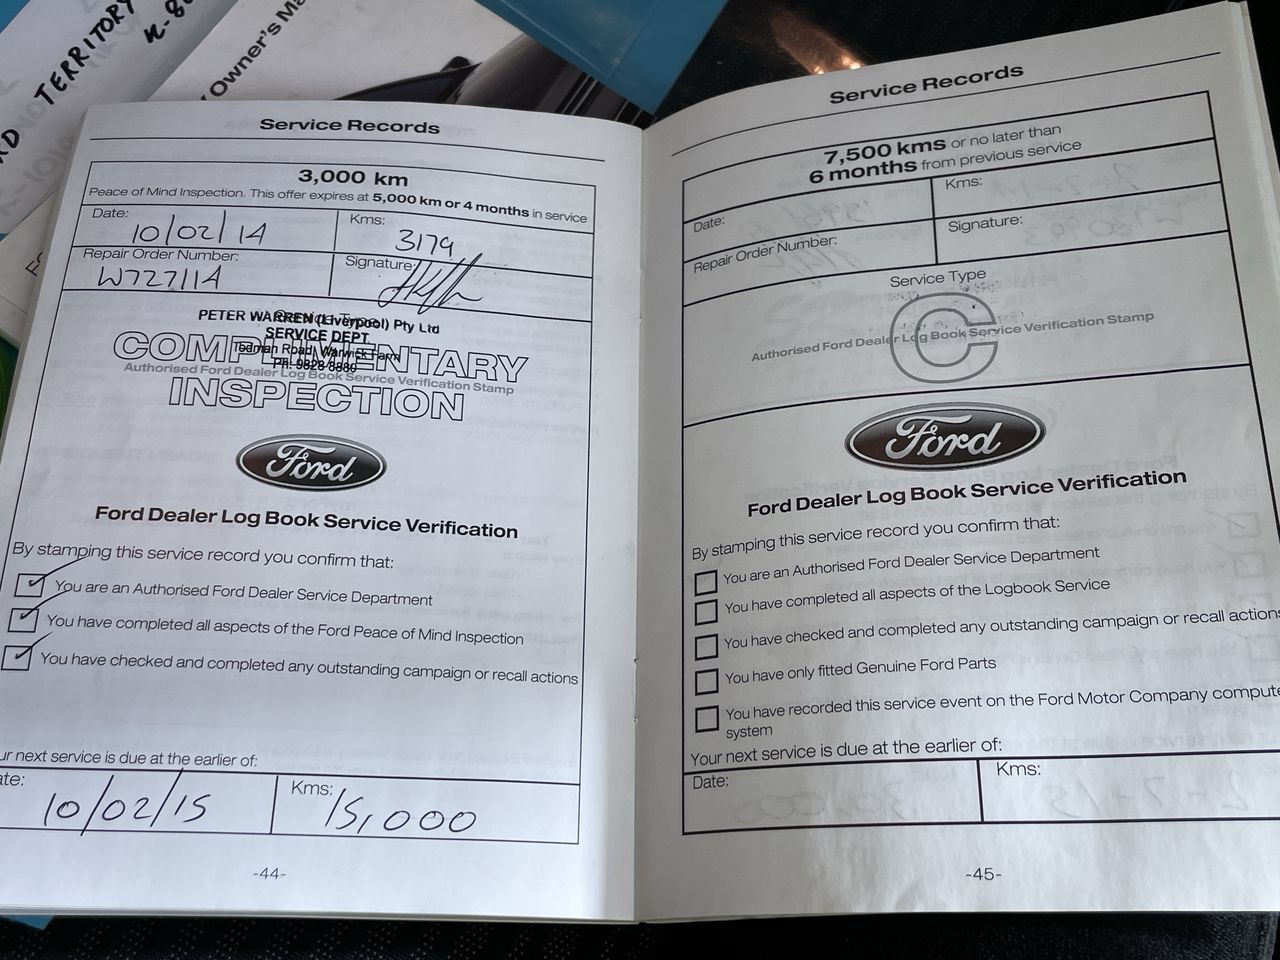 TERRITORY
Owner's Ma
Service Records
3,000 km
Peace of Mind Inspection. This offer expires at 5,000 km or 4 months in service
Date:
10/02/14
Kms:
3179
Repair Order Number:
W72711A
Signature:
PETER WARREN (Liverpool) Pty Ltd
SERVICE DEPT
Todman Road, Warwick Farm
Ph: 9828 8880
COMPLIMENTARY
Authorised Ford Dealer Log Book Service Verification Stamp
INSPECTION
Ford
Ford Dealer Log Book Service Verification
By stamping this service record you confirm that:
You are an Authorised Ford Dealer Service Department
You have completed all aspects of the Ford Peace of Mind Inspection
You have checked and completed any outstanding campaign or recall actions
ur next service is due at the earlier of:
ate:
10/02/15
Kms:
15,000
-44-
Service Records
7,500 kms or no later than
6 months from previous service
Date:
Kms:
Repair Order Number:
Signature:
Service Type
C
Authorised Ford Dealer Log Book Service Verification Stamp
Ford
Ford Dealer Log Book Service Verification
By stamping this service record you confirm that:
You are an Authorised Ford Dealer Service Department
You have completed all aspects of the Logbook Service
You have checked and completed any outstanding campaign or recall actions
You have only fitted Genuine Ford Parts
You have recorded this service event on the Ford Motor Company compute
system
Your next service is due at the earlier of:
Date:
Kms:
-45-